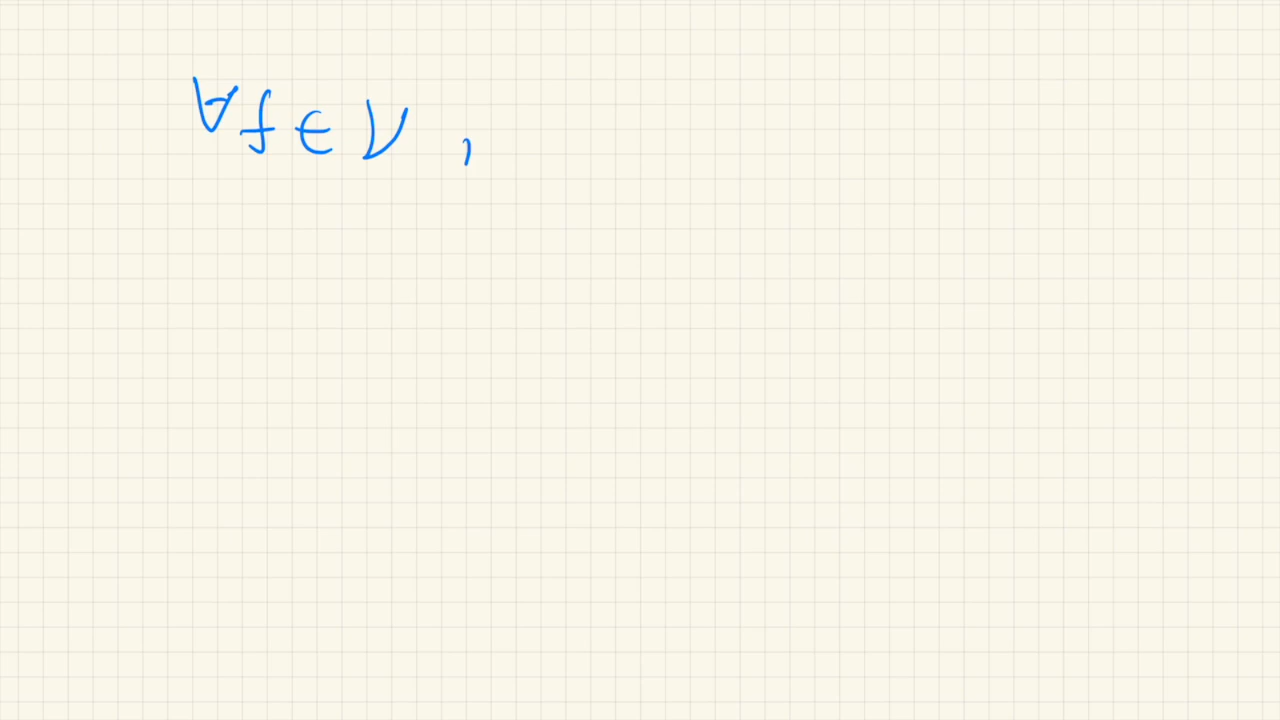 ∀f ∈ V ,